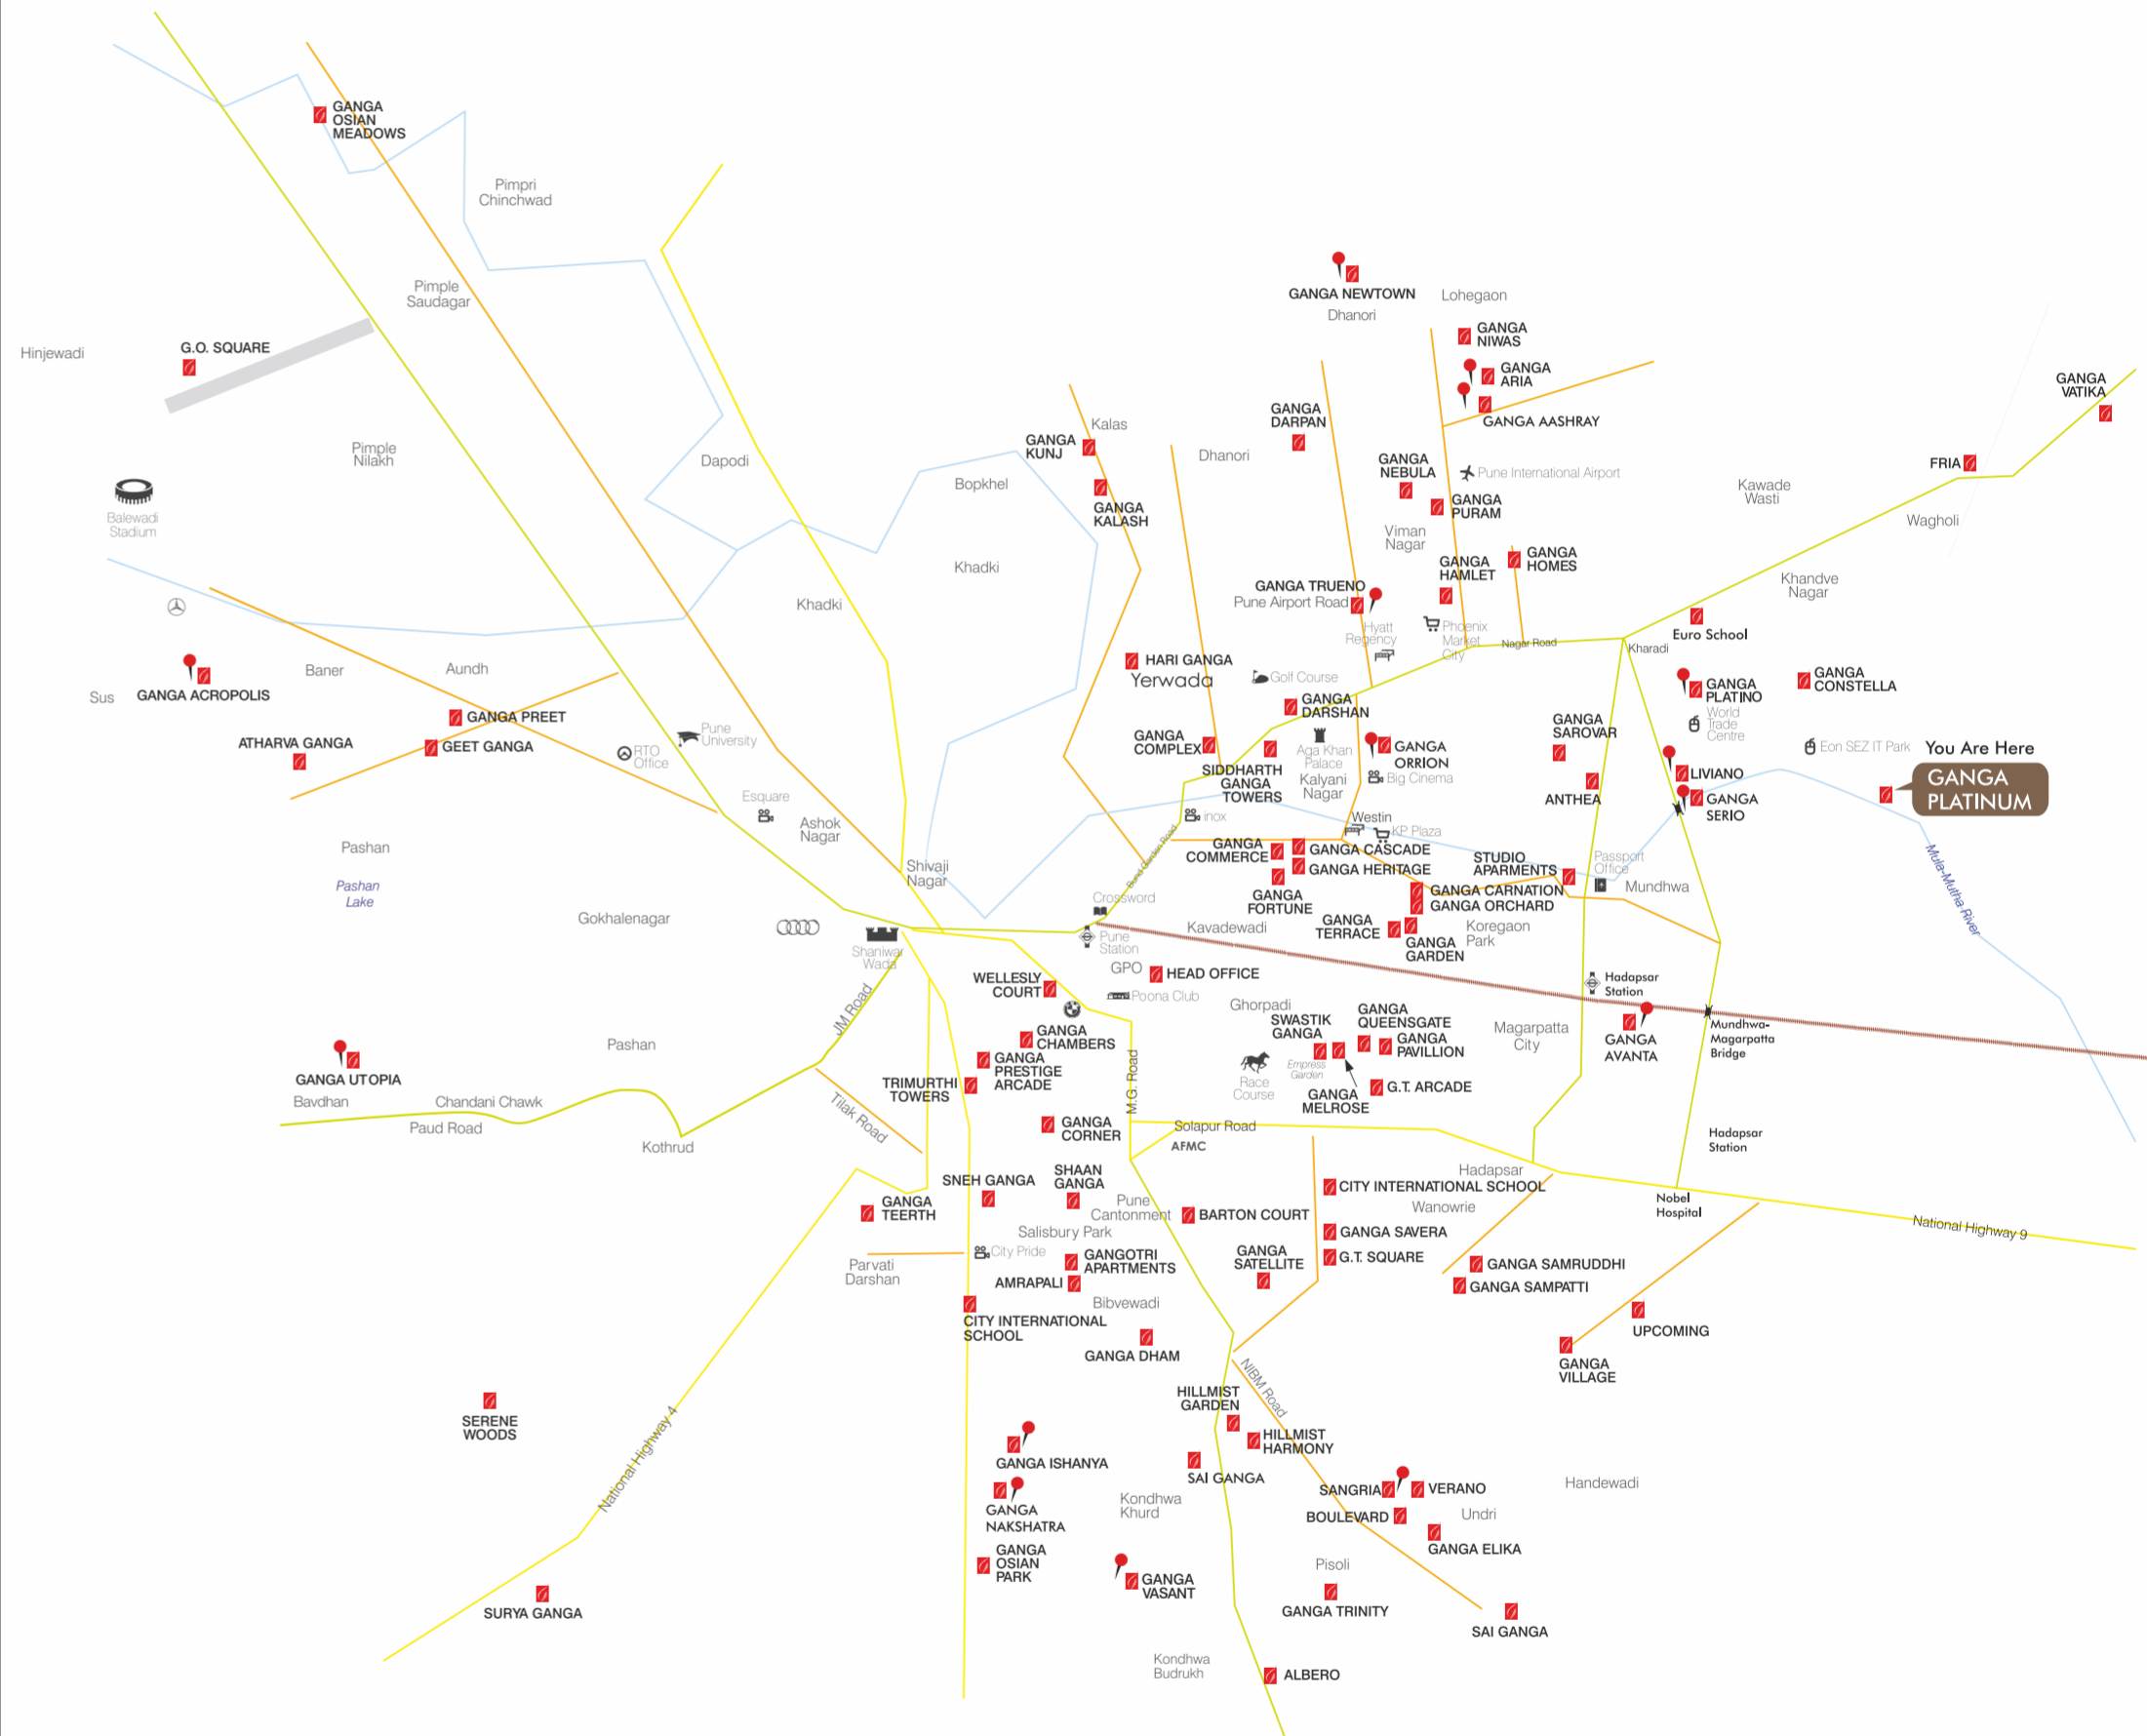 GANGA
OSIAN
MEADOWS
Pimpri
Chinchwad
Pimple
Saudagar
Hinjewadi
G.O. SQUARE
Pimple
Nilakh
Balewadi
Stadium
Dapodi
Khadki
Baner
Aundh
Sus
GANGA ACROPOLIS
GANGA PREET
ATHARVA GANGA
GEET GANGA
RTO
Office
Pune
University
Esquare
Ashok
Nagar
Pashan
Pashan
Lake
Gokhalenagar
Shivaji
Nagar
Shaniwar
Wada
JM Road
Pashan
GANGA UTOPIA
Bavdhan
Chandani Chawk
Paud Road
Kothrud
Tilak Road
GANGA NEWTOWN
Dhanori
Lohegaon
GANGA
NIWAS
GANGA
ARIA
GANGA AASHRAY
GANGA
DARPAN
Kalas
GANGA
KUNJ
Dhanori
GANGA
KALASH
Bopkhel
Khadki
GANGA
NEBULA
Pune International Airport
GANGA
PURAM
Viman
Nagar
GANGA
HAMLET
GANGA
HOMES
GANGA TRUENO
Pune Airport Road
Hyatt
Regency
Phoenix
Market
City
Nagar Road
Kharadi
GANGA
VATIKA
FRIA
Kawade
Wasti
Wagholi
Khandve
Nagar
Euro School
GANGA
PLATINO
World
Trade
Centre
GANGA
CONSTELLA
Eon SEZ IT Park
You Are Here
GANGA
PLATINUM
LIVIANO
GANGA
SERIO
Mula-Mutha River
HARI GANGA
Yerwada
Golf Course
GANGA
DARSHAN
GANGA
COMPLEX
SIDDHARTH
GANGA
TOWERS
Aga Khan
Palace
Kalyani
Nagar
GANGA
ORRION
Big Cinema
GANGA
SAROVAR
ANTHEA
inox
Westin
KP Plaza
Bund Garden Road
GANGA
COMMERCE
GANGA CASCADE
GANGA HERITAGE
GANGA
FORTUNE
STUDIO
APARMENTS
Passport
Office
Mundhwa
GANGA CARNATION
GANGA ORCHARD
GANGA
TERRACE
GANGA
GARDEN
Koregaon
Park
Crossword
Pune
Station
Kavadewadi
GPO
HEAD OFFICE
Poona Club
WELLESLY
COURT
Ghorpadi
Hadapsar
Station
GANGA
AVANTA
Mundhwa-
Magarpatta
Bridge
Magarpatta
City
GANGA
QUEENSGATE
SWASTIK
GANGA
GANGA
PAVILLION
Empress
Garden
Race
Course
GANGA
MELROSE
G.T. ARCADE
GANGA
CHAMBERS
GANGA
PRESTIGE
ARCADE
TRIMURTHI
TOWERS
M.G. Road
GANGA
CORNER
Solapur Road
AFMC
Hadapsar
Station
Hadapsar
CITY INTERNATIONAL SCHOOL
Wanowrie
Nobel
Hospital
National Highway 9
SNEH GANGA
SHAAN
GANGA
GANGA
TEERTH
Pune
Cantonment
BARTON COURT
Salisbury Park
City Pride
Parvati
Darshan
GANGOTRI
APARTMENTS
AMRAPALI
GANGA
SATELLITE
GANGA SAVERA
G.T. SQUARE
GANGA SAMRUDDHI
GANGA SAMPATTI
Bibvewadi
CITY INTERNATIONAL
SCHOOL
GANGA DHAM
UPCOMING
GANGA
VILLAGE
NIBM Road
HILLMIST
GARDEN
HILLMIST
HARMONY
SERENE
WOODS
National Highway 4
GANGA ISHANYA
SAI GANGA
GANGA
NAKSHATRA
Kondhwa
Khurd
SANGRIA
VERANO
BOULEVARD
Undri
Handewadi
GANGA ELIKA
GANGA
OSIAN
PARK
GANGA
VASANT
Pisoli
GANGA TRINITY
SURYA GANGA
SAI GANGA
Kondhwa
Budrukh
ALBERO